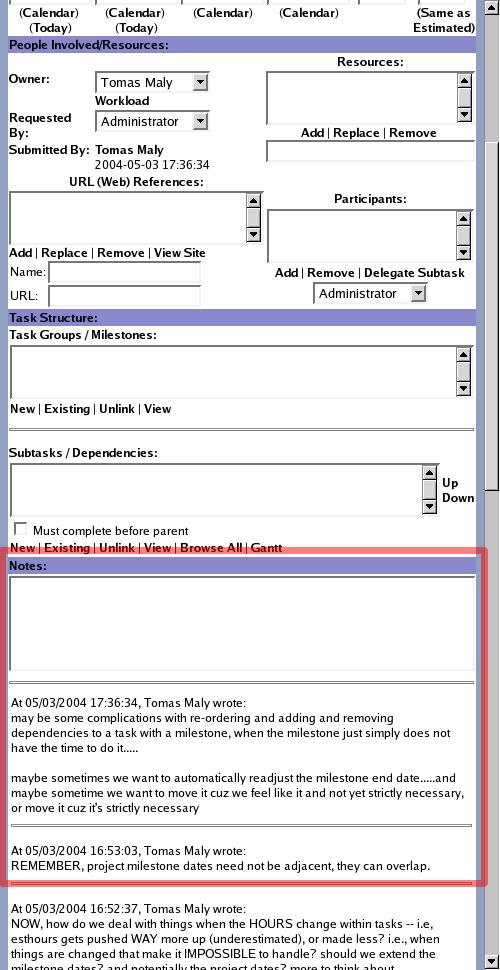 (Calendar) (Calendar) (Calendar) (Calendar) (Same as
(Today) (Today) Estimated)
People Involved/Resources:
Resources:
Owner: Tomas Maly
Workload
Requested By: Administrator
Add | Replace | Remove
Submitted By: Tomas Maly
2004-05-03 17:36:34
URL (Web) References:
Participants:
Add | Replace | Remove | View Site
Name:
Add | Remove | Delegate Subtask
URL:
Administrator
Task Structure:
Task Groups / Milestones:
New | Existing | Unlink | View
Subtasks / Dependencies:
Up
Down
Must complete before parent
New | Existing | Unlink | View | Browse All | Gantt
Notes:
At 05/03/2004 17:36:34, Tomas Maly wrote:
may be some complications with re-ordering and adding and removing
dependencies to a task with a milestone, when the milestone just simply does not
have the time to do it.....
maybe sometimes we want to automatically readjust the milestone end date.....and
maybe sometime we want to move it cuz we feel like it and not yet strictly necessary,
or move it cuz it's strictly necessary
At 05/03/2004 16:53:03, Tomas Maly wrote:
REMEMBER, project milestone dates need not be adjacent, they can overlap.
At 05/03/2004 16:52:37, Tomas Maly wrote:
NOW, how do we deal with things when the HOURS change within tasks -- i.e,
esthours gets pushed WAY more up (underestimated), or made less? i.e., when
things are changed that make it IMPOSSIBLE to handle? should we extend the
milestone dates? and potentially the project dates? more to think about